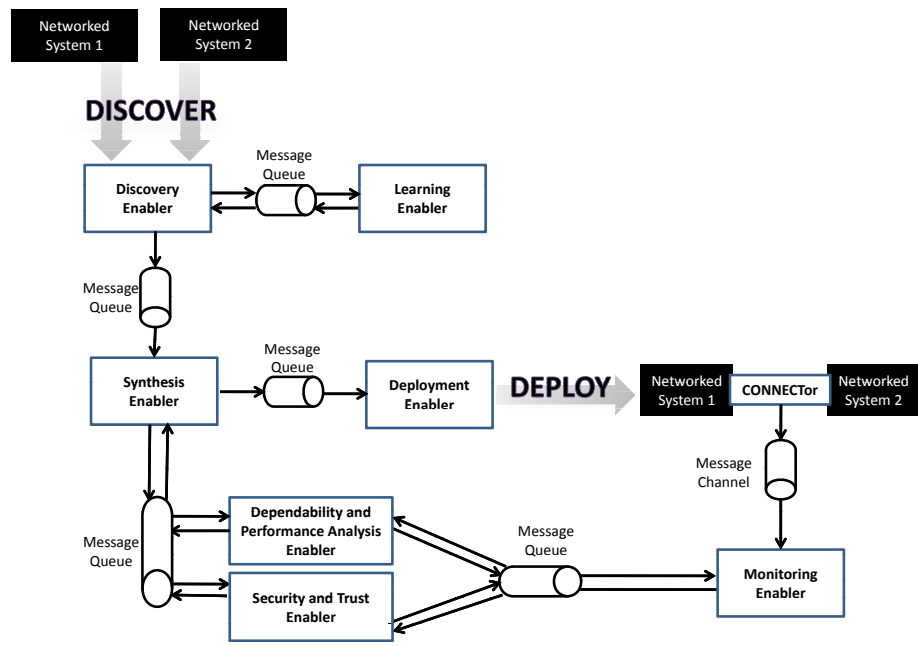 Networked
System 1
Networked
System 2
DISCOVER
Message
Queue
Discovery
Enabler
Learning
Enabler
Message
Queue
Message
Queue
Synthesis
Enabler
Deployment
Enabler
DEPLOY
Networked
System 1
CONNECTor
Networked
System 2
Message
Channel
Message
Queue
Dependability and
Performance Analysis
Enabler
Message
Queue
Security and Trust
Enabler
Monitoring
Enabler